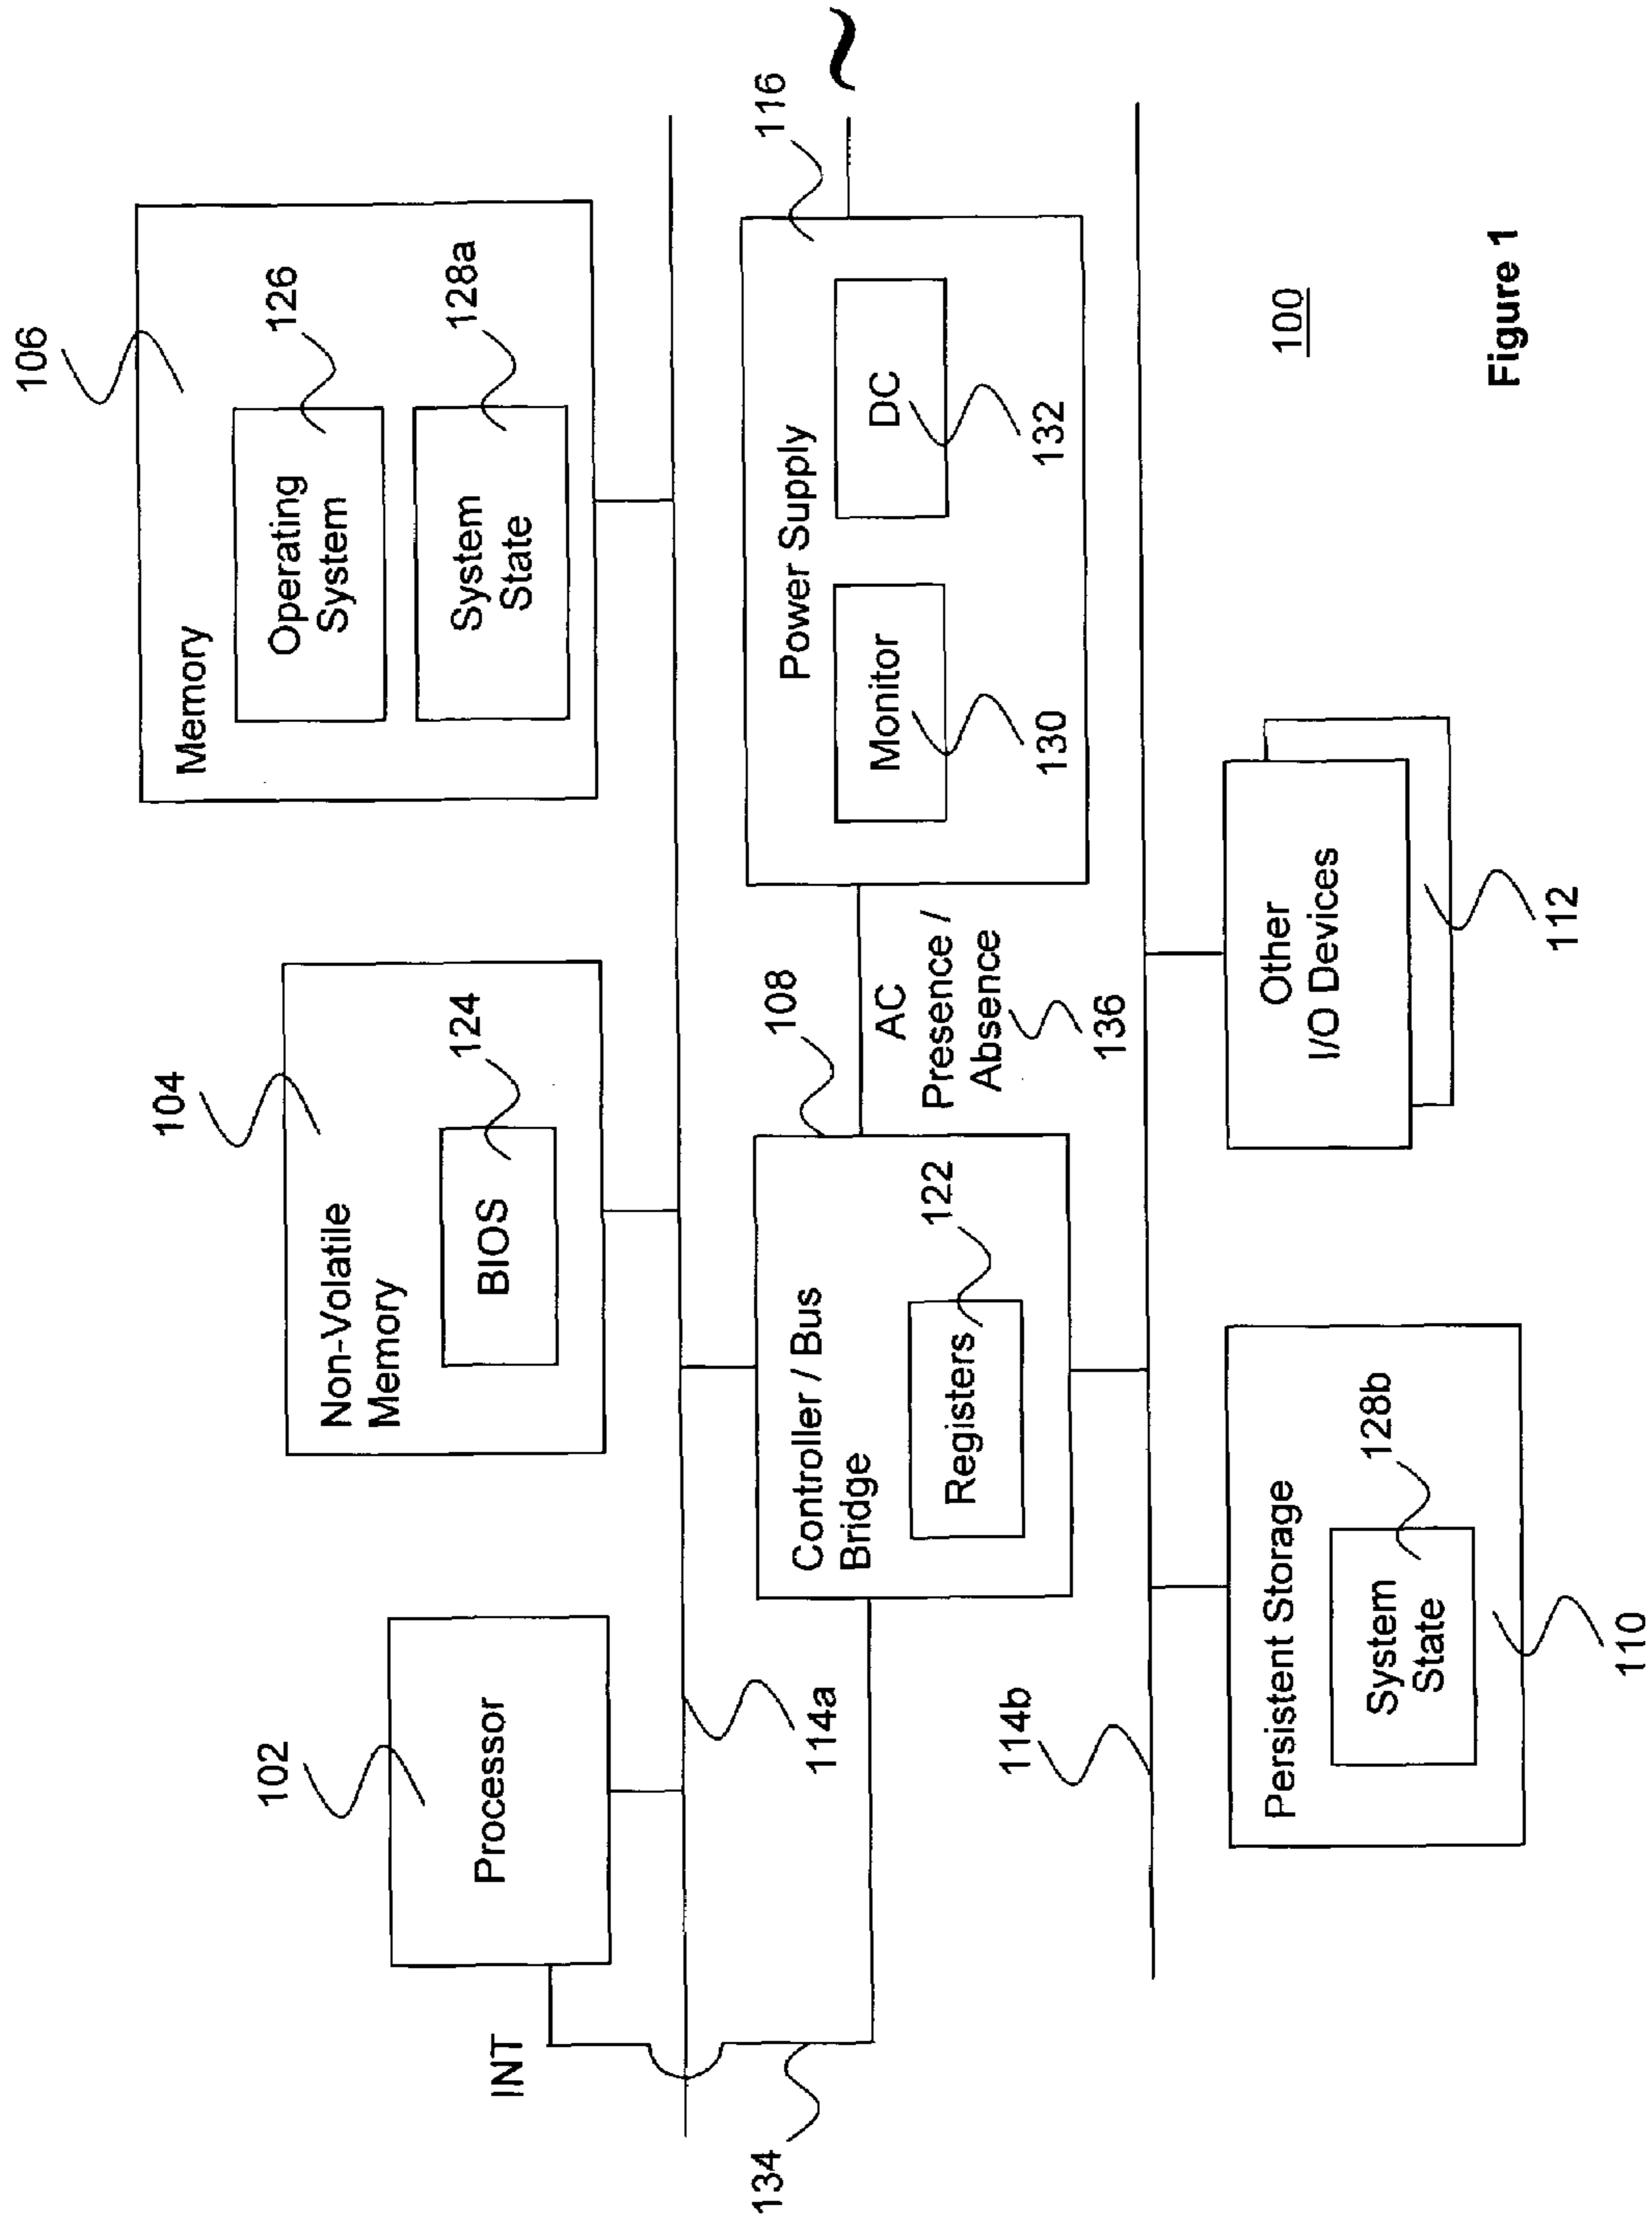 106
Memory
126
Operating
System
128a
System
State
104
Non-Volatile
Memory
124
BIOS
102
Processor
INT
134
114a
108
Controller / Bus
Bridge
122
Registers
AC
Presence /
Absence
136
116
Power Supply
Monitor
130
DC
132
~
114b
Persistent Storage
128b
System
State
110
Other
I/O Devices
112
100
Figure 1